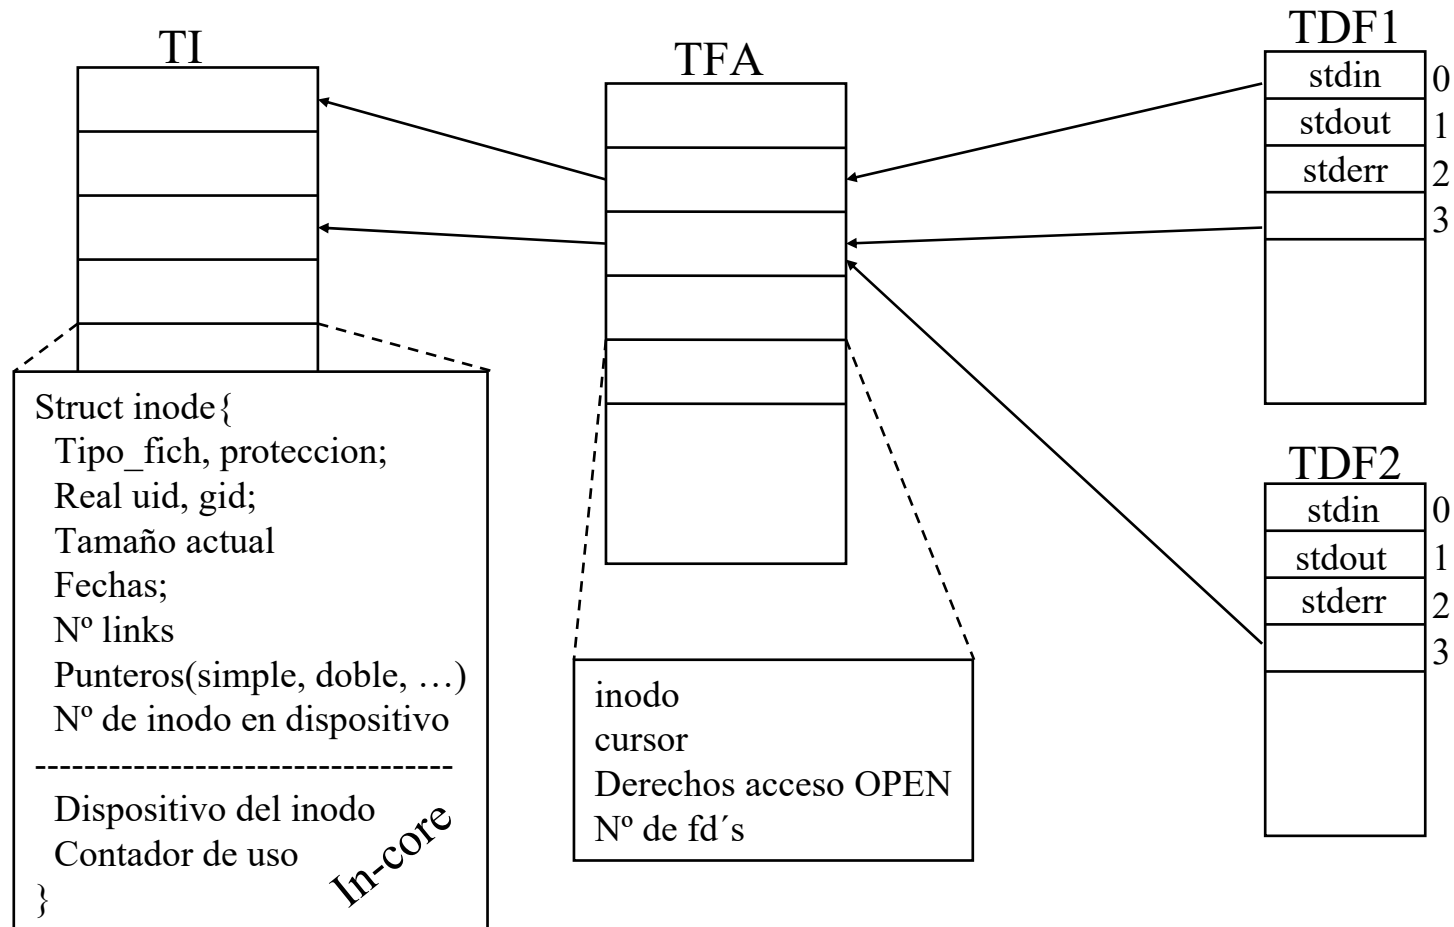 TI
TFA
TDF1
stdin 0
stdout 1
stderr 2
3
Struct inode{
Tipo_fich, proteccion;
Real uid, gid;
Tamaño actual
Fechas;
Nº links
Punteros(simple, doble, …)
Nº de inodo en dispositivo
-----------------------------------
Dispositivo del inodo
Contador de uso
}
In-core
inodo
cursor
Derechos acceso OPEN
Nº de fd´s
TDF2
stdin 0
stdout 1
stderr 2
3